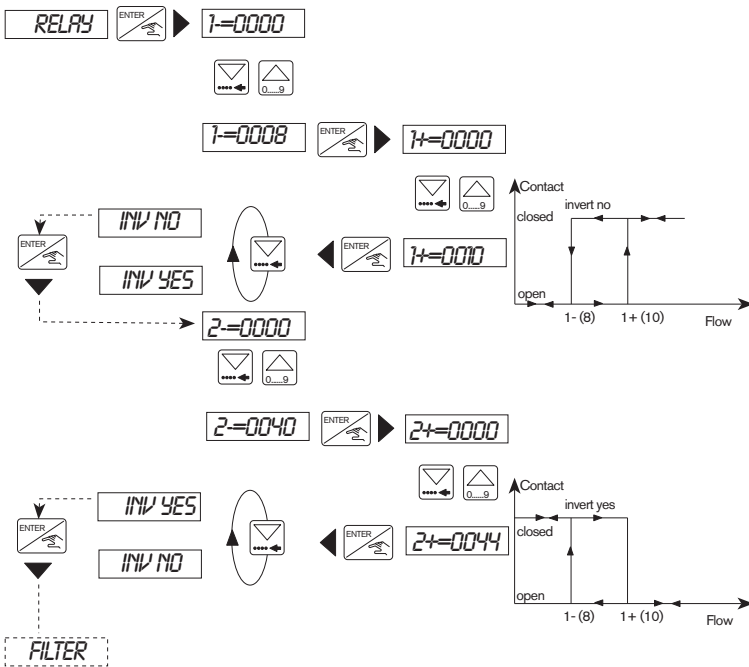 RELAY ENTER 1-=0000
0.....9
1-=0008 ENTER 1+=0000
0.....9
INV NO
ENTER
INV YES
ENTER 1+=0010
2-=0000
0.....9
Contact
invert no
closed
open
1- (8) 1+ (10) Flow
2-=0040 ENTER 2+=0000
0.....9
INV YES
ENTER
INV NO
ENTER 2+=0044
Contact
invert yes
closed
open
1- (8) 1+ (10) Flow
FILTER